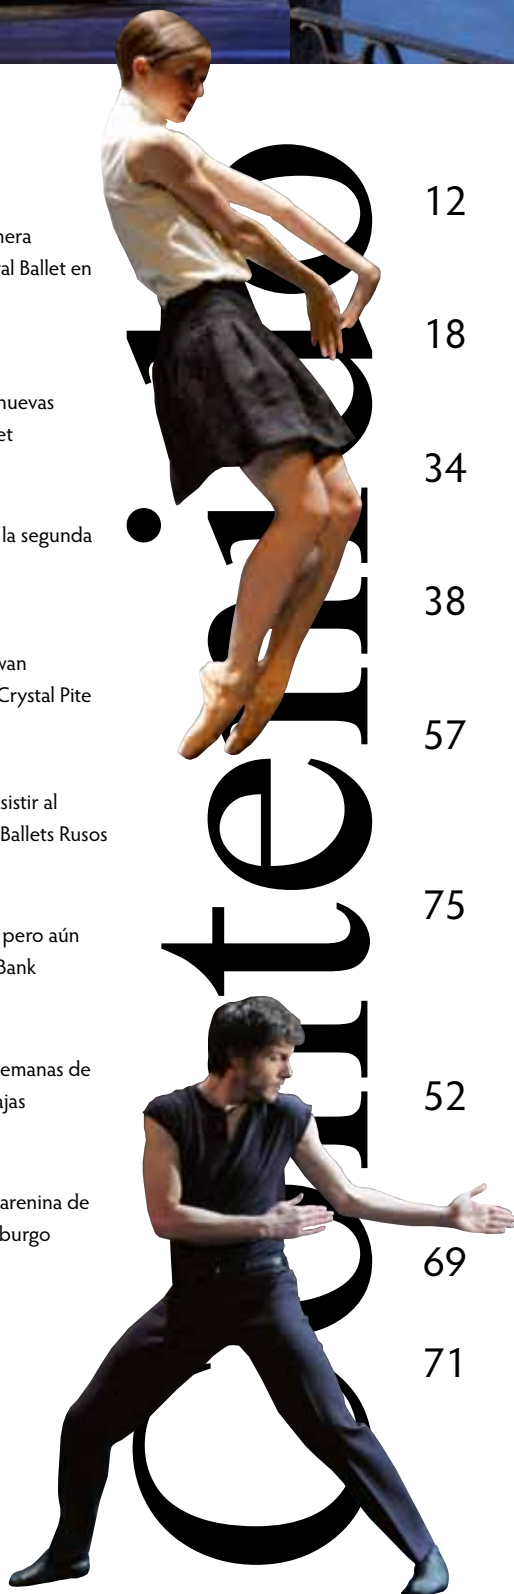 nera
al Ballet en
nuevas
et
la segunda
wan
Crystal Pite
sistir al
Ballets Rusos
pero aún
Bank
emanas de
ajas
arenina de
burgo
Contenido
12
18
34
38
57
75
52
69
71